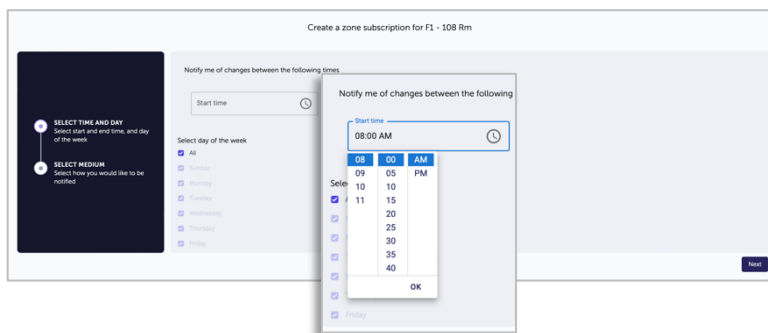 Create a zone subscription for F1 - 108 Rm
SELECT TIME AND DAY
Select start and end time, and day
of the week
SELECT MEDIUM
Select how you would like to be
notified
Notify me of changes between the following times
Start time
Select day of the week
All
Sunday
Monday
Tuesday
Wednesday
Thursday
Friday
Notify me of changes between the following
Start time
08:00 AM
08 00 AM
09 05 PM
10 10
11 15
20
25
30
35
40
OK
Sele
Friday
Next